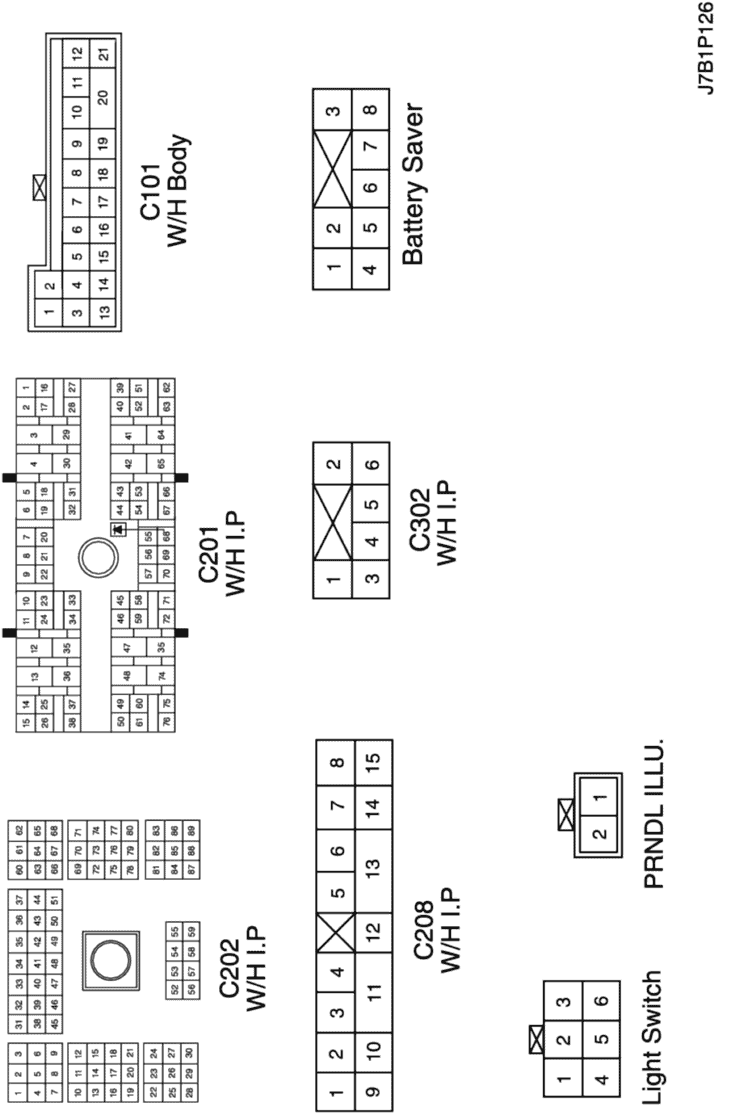 1 2 3
4 5 6
7 8 9
10 11 12
13 14 15
16 17 18
19 20 21
22 23 24
25 26 27
28 29 30
31 32 33 34 35 36 37
38 39 40 41 42 43 44
45 46 47 48 49 50 51
52 53 54 55
56 57 58 59
60 61 62
63 64 65
66 67 68
69 70 71
72 73 74
75 76 77
78 79 80
81 82 83
84 85 86
87 88 89
C202
W/H I.P
15 14 13 12 11 10 9 8 7 6 5 4 3 2 1
26 25 24 23 22 21 20 19 18 17 16
38 37 36 35 34 33 32 31 30 29 28 27
50 49 48 47 46 45 44 43 42 41 40 39
61 60 59 58 57 56 55 54 53 52 51
76 75 74 35 72 71 70 69 68 67 66 65 64 63 62
C201
W/H I.P
1 2
3 4 5 6 7 8 9 10 11 12
13 14 15 16 17 18 19 20 21
C101
W/H Body
1 2 3 4 5 6 7 8
9 10 11 12 13 14 15
C208
W/H I.P
1 2
3 4 5 6
C302
W/H I.P
1 2 3
4 5 6 7 8
Battery Saver
1 2 3
4 5 6
Light Switch
2 1
PRNDL ILLU.
J7B1P126